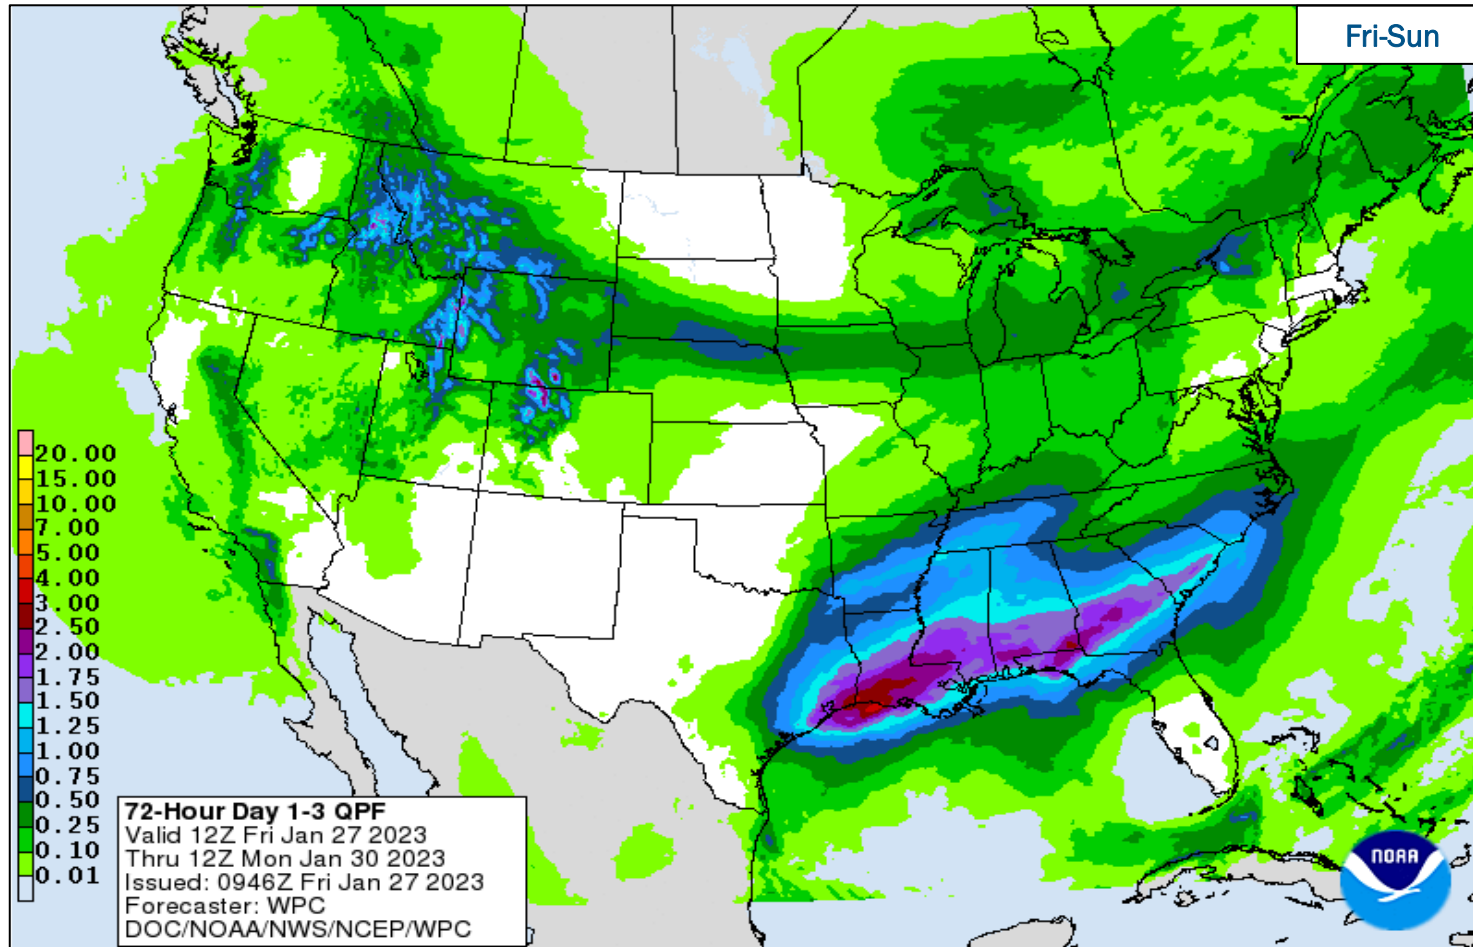 Fri-Sun
20.00
15.00
10.00
7.00
5.00
4.00
3.00
2.50
2.00
1.75
1.50
1.25
1.00
0.75
0.50
0.25
0.10
0.01
72-Hour Day 1-3 QPF
Valid 12Z Fri Jan 27 2023
Thru 12Z Mon Jan 30 2023
Issued: 0946Z Fri Jan 27 2023
Forecaster: WPC
DOC/NOAA/NWS/NCEP/WPC
NOAA